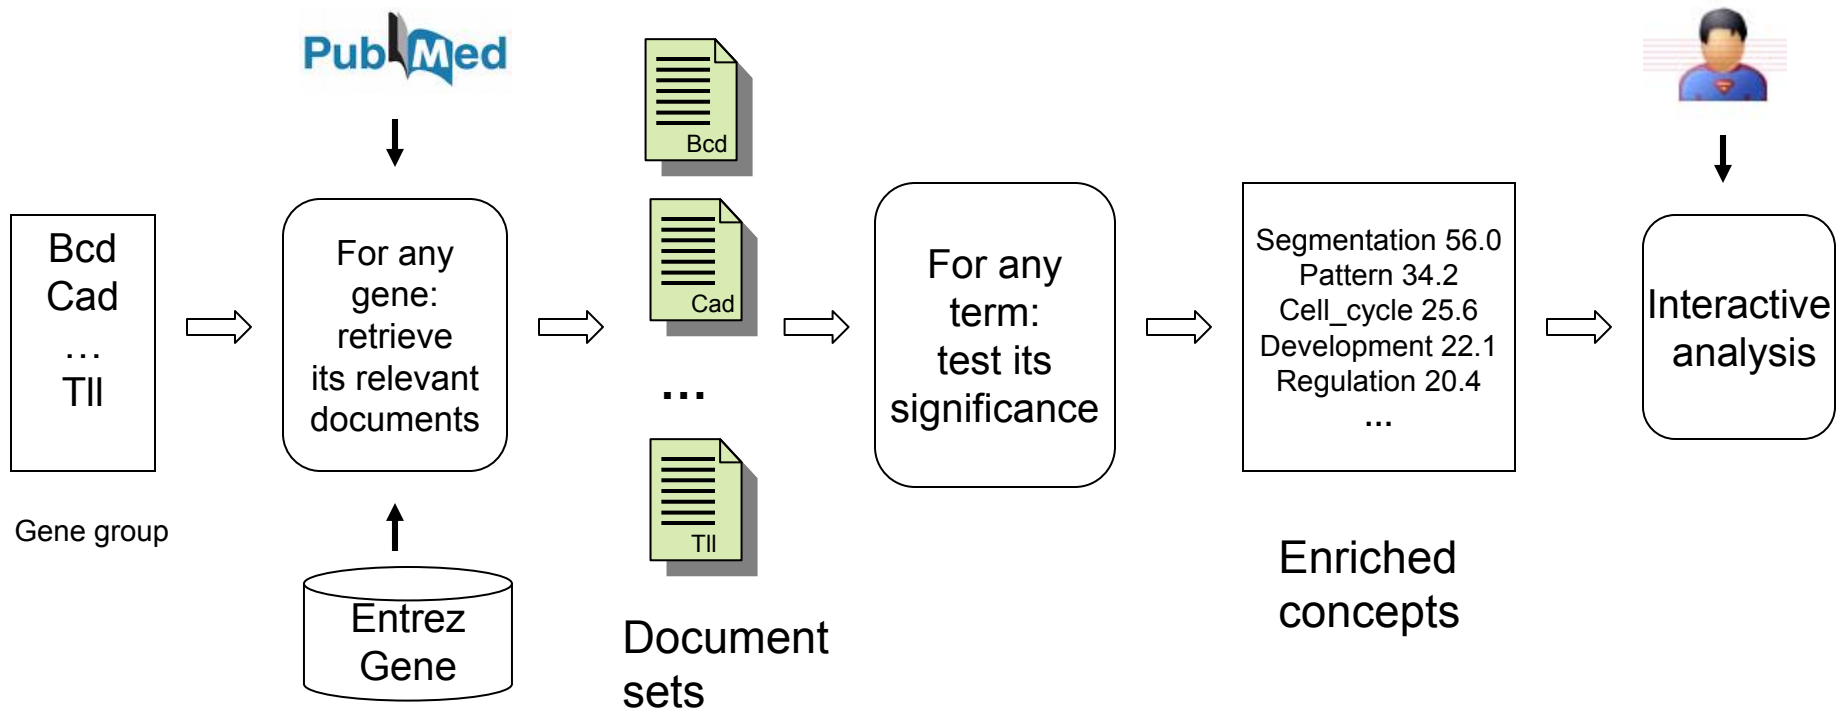 PubMed
Bcd
Cad
...
Tll
Gene group
For any
gene:
retrieve
its relevant
documents
Entrez
Gene
Bcd
Cad
...
Tll
Document
sets
For any
term:
test its
significance
Segmentation 56.0
Pattern 34.2
Cell_cycle 25.6
Development 22.1
Regulation 20.4
...
Enriched
concepts
Interactive
analysis